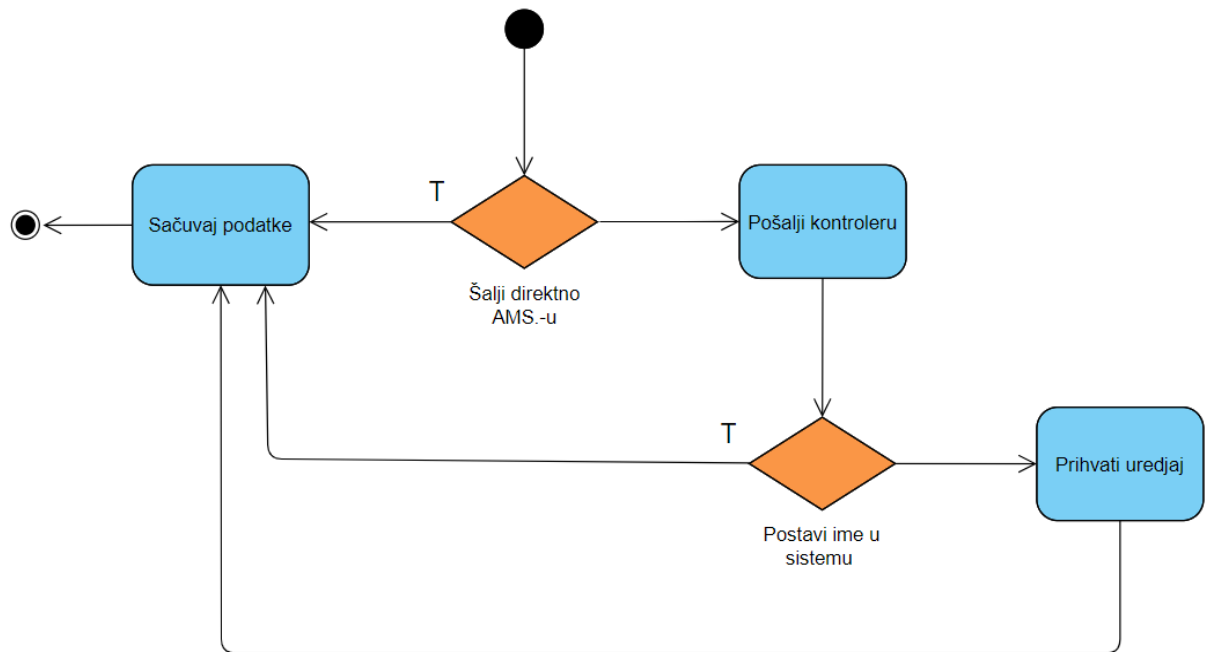 T
Sačuvaj podatke
Pošalji kontroleru
Šalji direktno
AMS.-u
T
Prihvati uredjaj
Postavi ime u
sistemu